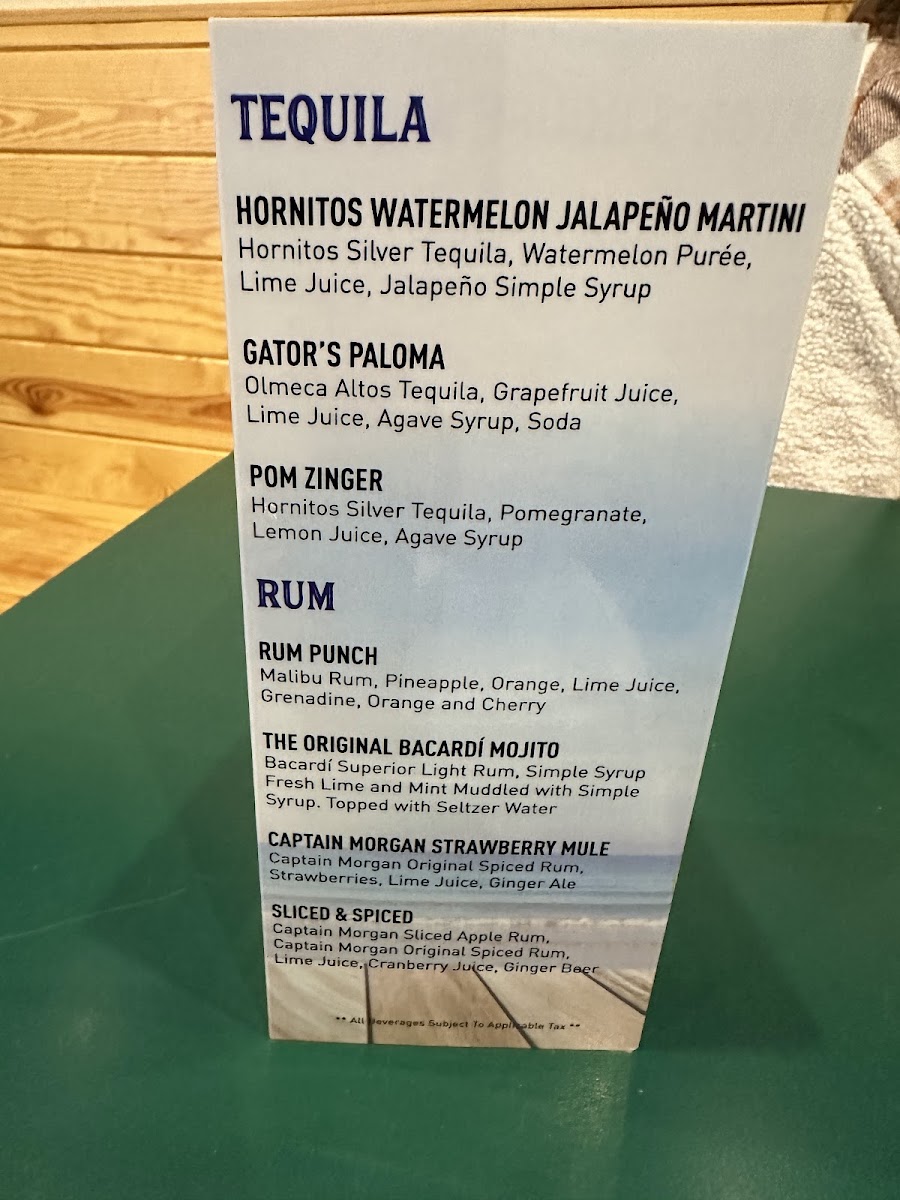 TEQUILA
HORNITOS WATERMELON JALAPEÑO MARTINI
Hornitos Silver Tequila, Watermelon Purée,
Lime Juice, Jalapeño Simple Syrup
GATOR'S PALOMA
Olmeca Altos Tequila, Grapefruit Juice,
Lime Juice, Agave Syrup, Soda
POM ZINGER
Hornitos Silver Tequila, Pomegranate,
Lemon Juice, Agave Syrup
RUM
RUM PUNCH
Malibu Rum, Pineapple, Orange, Lime Juice,
Grenadine, Orange and Cherry
THE ORIGINAL BACARDÍ MOJITO
Bacardí Superior Light Rum, Simple Syrup
Fresh Lime and Mint Muddled with Simple
Syrup. Topped with Seltzer Water
CAPTAIN MORGAN STRAWBERRY MULE
Captain Morgan Original Spiced Rum,
Strawberries, Lime Juice, Ginger Ale
SLICED & SPICED
Captain Morgan Sliced Apple Rum,
Captain Morgan Original Spiced Rum,
Lime Juice, Cranberry Juice, Ginger Beer
** All Beverages Subject To Applicable Tax **